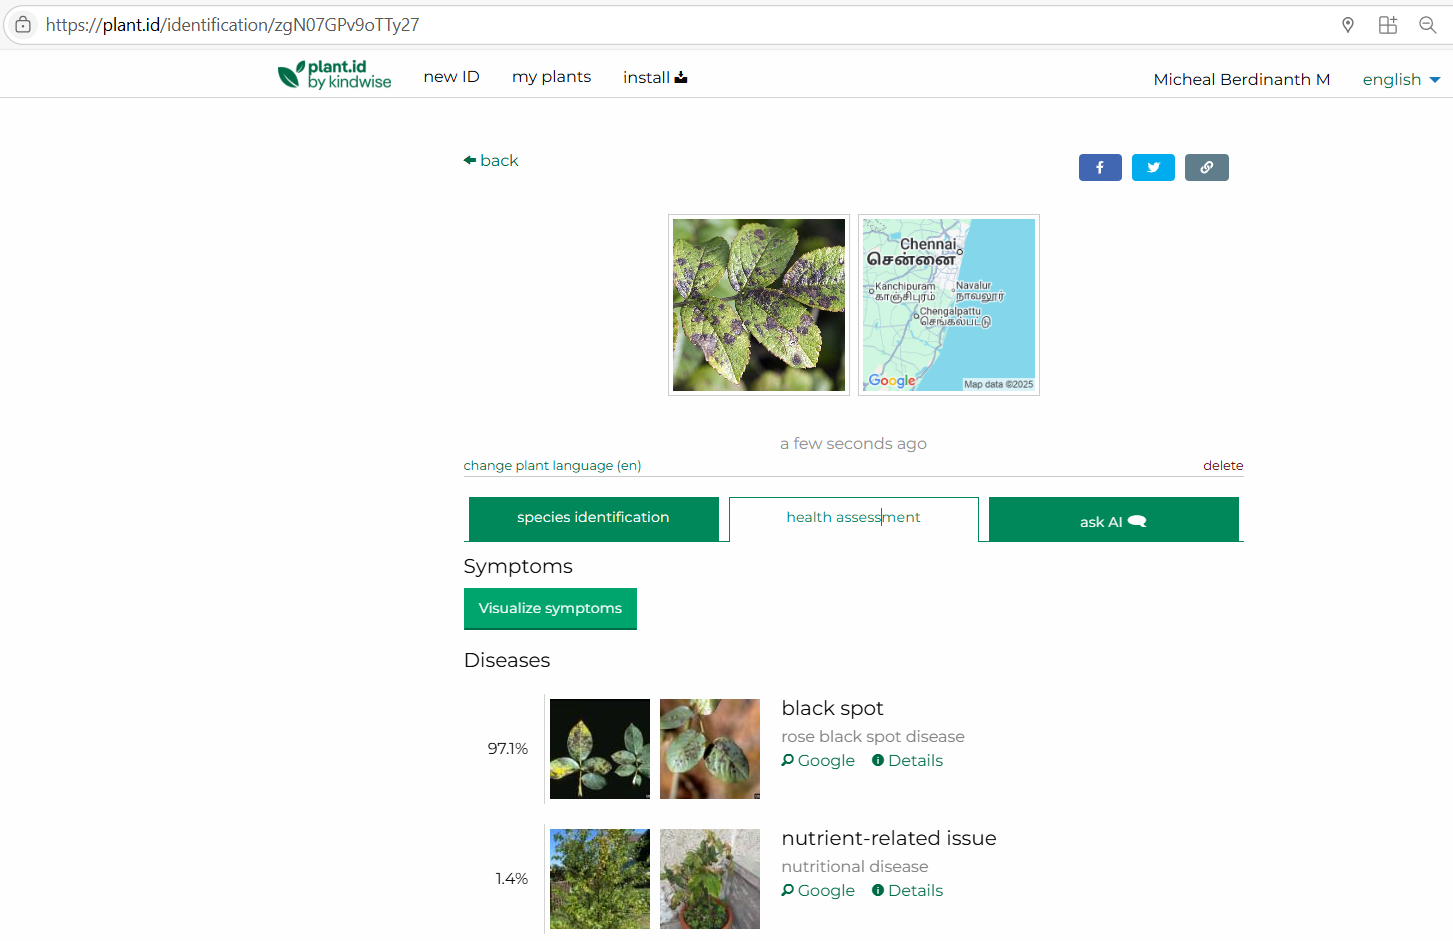 https://plant.id/identification/zgN07GPv9oTTy27
plant.id
by kindwise
new ID my plants install
Micheal Berdinanth M english
back
Chennai
சென்னை
Kanchipuram
காஞ்சிபுரம்
Navalur
நாவலூர்
Chengalpattu
செங்கல்பட்டு
Google
Map data ©2025
a few seconds ago
change plant language (en) delete
species identification health assessment ask AI
Symptoms
Visualize symptoms
Diseases
97.1%
black spot
rose black spot disease
Google Details
1.4%
nutrient-related issue
nutritional disease
Google Details